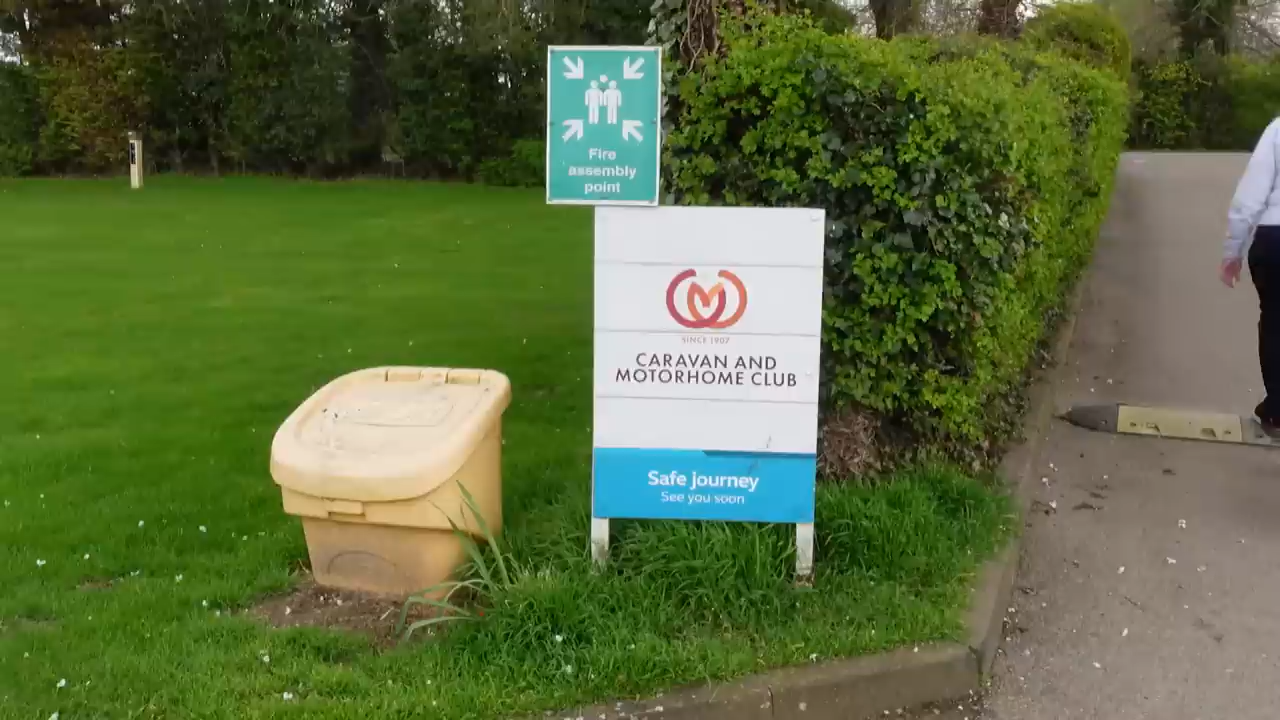 Fire
assembly
point
SINCE 1907
CARAVAN AND
MOTORHOME CLUB
Safe journey
See you soon